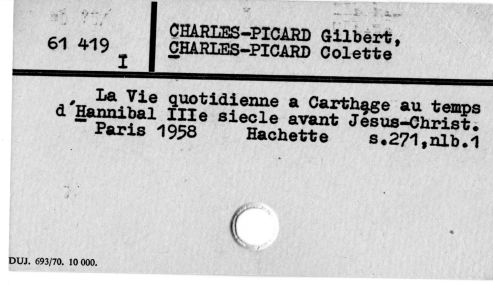 61 419
I
CHARLES-PICARD Gilbert,
CHARLES-PICARD Colette
La Vie quotidienne a Carthage au temps
d'Hannibal IIIe siecle avant Jésus-Christ.
Paris 1958 Hachette s.271,nlb.1
DUJ. 693/70. 10 000.